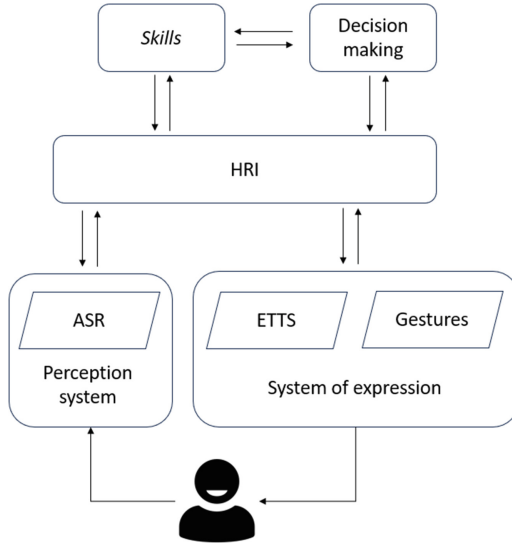 Skills
Decision
making
HRI
ASR
ETTS
Gestures
Perception
system
System of expression